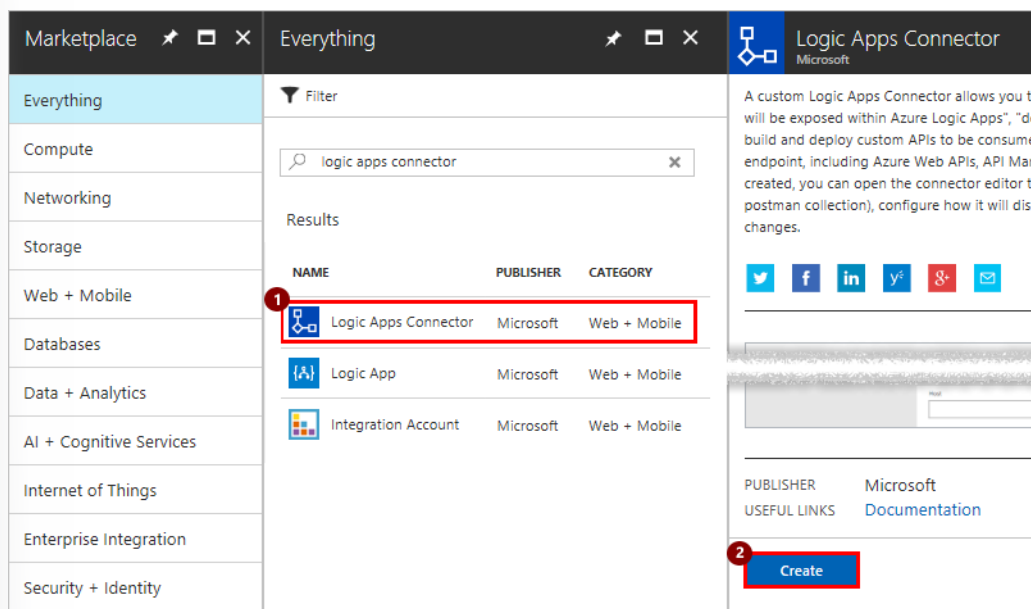 Marketplace
Everything
Compute
Networking
Storage
Web + Mobile
Databases
Data + Analytics
AI + Cognitive Services
Internet of Things
Enterprise Integration
Security + Identity
Everything
Filter
logic apps connector
Results
NAME PUBLISHER CATEGORY
1
Logic Apps Connector Microsoft Web + Mobile
Logic App Microsoft Web + Mobile
Integration Account Microsoft Web + Mobile
Logic Apps Connector
Microsoft
A custom Logic Apps Connector allows you t
will be exposed within Azure Logic Apps", "d
build and deploy custom APIs to be consume
endpoint, including Azure Web APIs, API Ma
created, you can open the connector editor t
postman collection), configure how it will dis
changes.
f in y 8+
Host
PUBLISHER Microsoft
USEFUL LINKS Documentation
2
Create